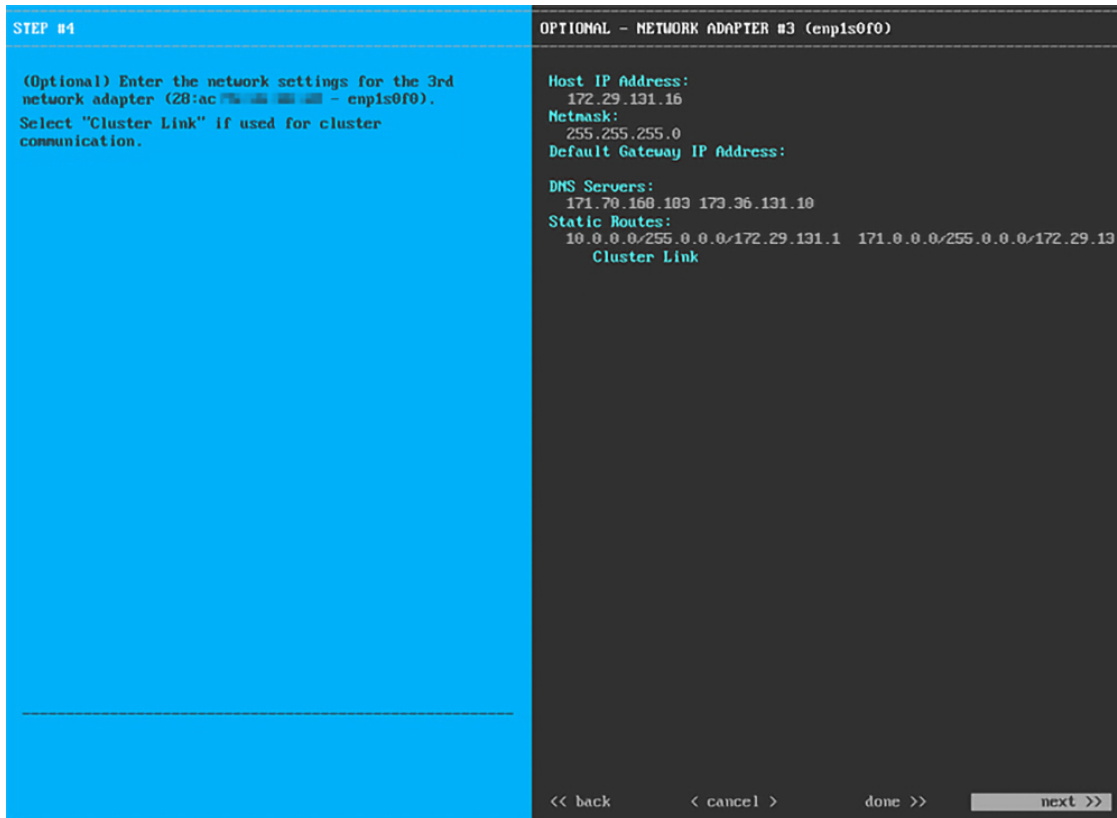 STEP #4
(Optional) Enter the network settings for the 3rd
network adapter (28:ac - enp1s0f0).
Select "Cluster Link" if used for cluster
communication.
OPTIONAL - NETWORK ADAPTER #3 (enp1s0f0)
Host IP Address:
172.29.131.16
Netmask:
255.255.255.0
Default Gateway IP Address:
DNS Servers:
171.70.168.183 173.36.131.10
Static Routes:
10.0.0.0/255.0.0.0/172.29.131.1 171.0.0.0/255.0.0.0/172.29.13
Cluster Link
<< back < cancel > done >> next >>